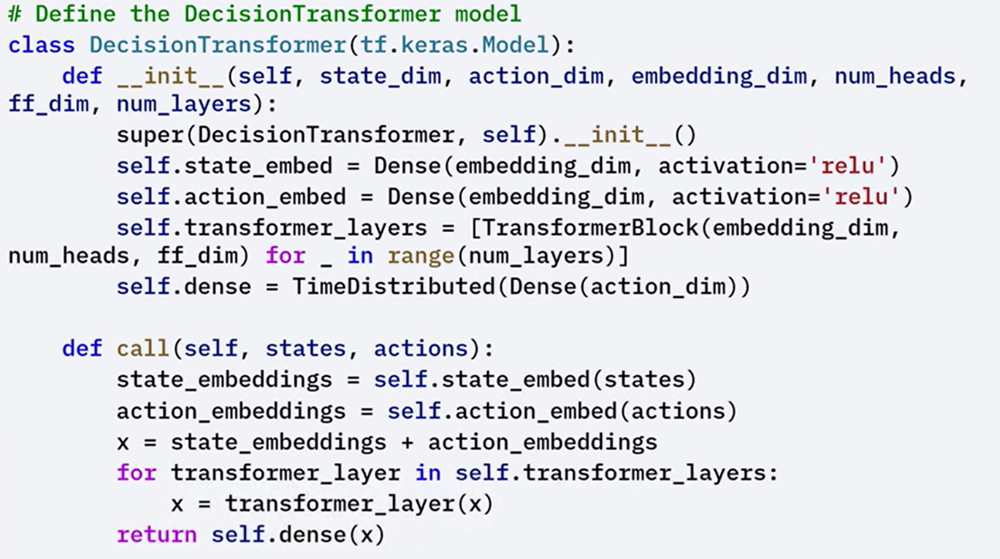 # Define the DecisionTransformer model
class DecisionTransformer(tf.keras.Model):
    def __init__(self, state_dim, action_dim, embedding_dim, num_heads,
ff_dim, num_layers):
        super(DecisionTransformer, self).__init__()
        self.state_embed = Dense(embedding_dim, activation='relu')
        self.action_embed = Dense(embedding_dim, activation='relu')
        self.transformer_layers = [TransformerBlock(embedding_dim,
num_heads, ff_dim) for _ in range(num_layers)]
        self.dense = TimeDistributed(Dense(action_dim))

    def call(self, states, actions):
        state_embeddings = self.state_embed(states)
        action_embeddings = self.action_embed(actions)
        x = state_embeddings + action_embeddings
        for transformer_layer in self.transformer_layers:
            x = transformer_layer(x)
        return self.dense(x)